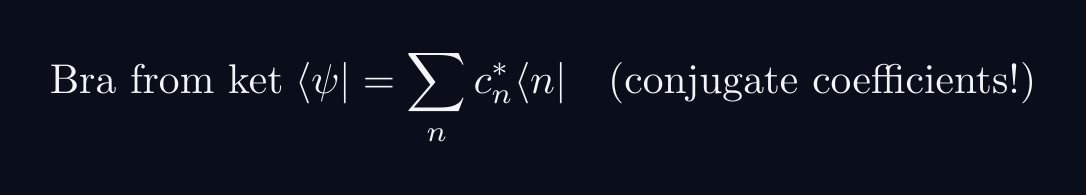 Bra from ket ⟨ψ| = ∑ₙ cₙ* ⟨n| (conjugate coefficients!)